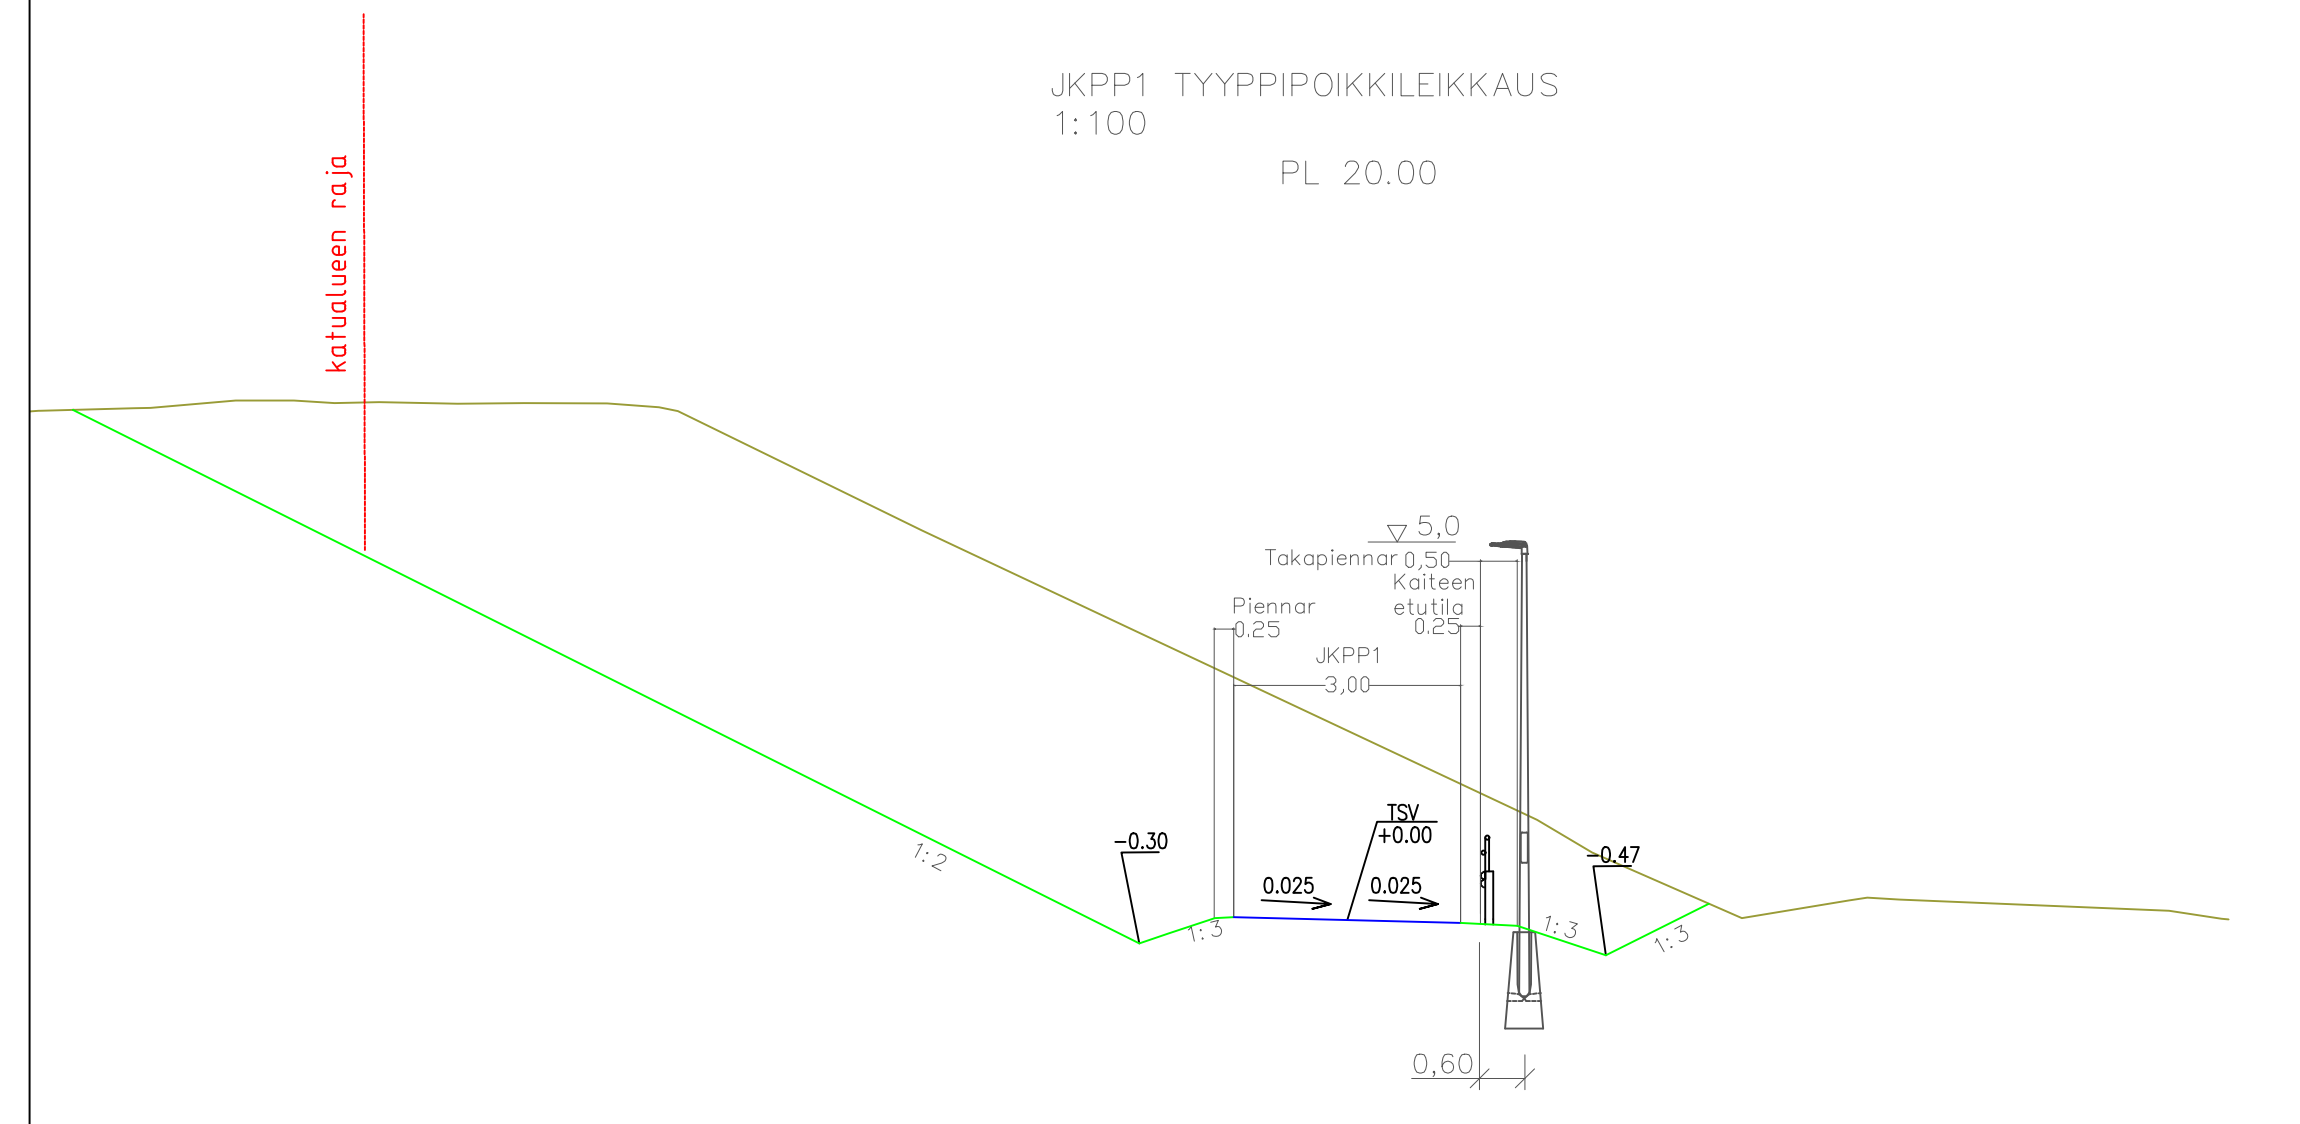 JKPP1 TYYPPIPOIKKILEIKKAUS
1:100
PL 20.00
katualueen raja
5,0
Takapiennar 0,50
Kaiteen
etutila
0.25
Piennar
0.25
JKPP1
3,00
TSV
+0.00
-0.30
-0.47
0.025
0.025
1:2
1:3
1:3
1:3
0,60